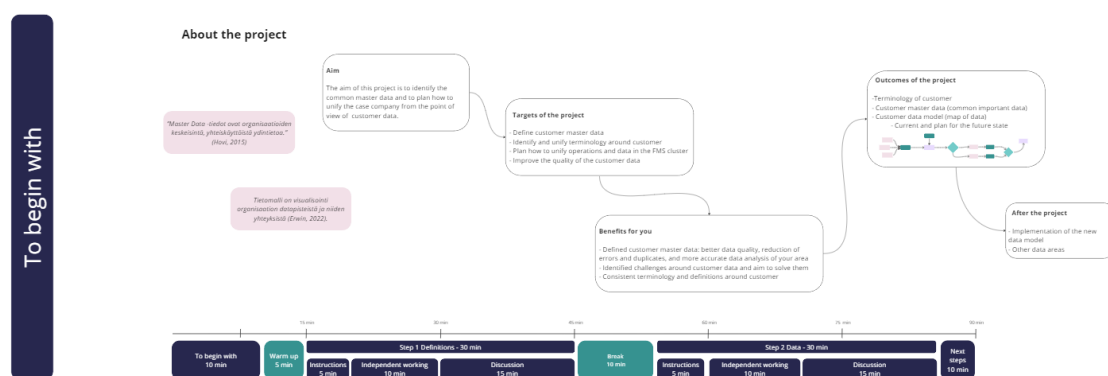 To begin with
About the project
Aim
The aim of this project is to identify the
common master data and to plan how to
unify the case company from the point of
view of customer data.
"Master Data -tiedot ovat organisaatioiden
keskeisintä, yhteiskäyttöistä ydintietoa."
(Hovi, 2015)
Tietomalli on visualisointi
organisaation datapisteistä ja niiden
yhteyksistä (Erwin, 2022).
Targets of the project
- Define customer master data
- Identify and unify terminology around customer
- Plan how to unify operations and data in the FMS cluster
- Improve the quality of the customer data
Benefits for you
- Defined customer master data: better data quality, reduction of
errors and duplicates, and more accurate data analysis of your area
- Identified challenges around customer data and aim to solve them
- Consistent terminology and definitions around customer
Outcomes of the project
-Terminology of customer
- Customer master data (common important data)
- Customer data model (map of data)
- Current and plan for the future state
After the project
- Implementation of the new
data model
- Other data areas
15 min
30 min
45 min
60 min
75 min
90 min
To begin with
10 min
Warm up
5 min
Step 1 Definitions - 30 min
Instructions
5 min
Independent working
10 min
Discussion
15 min
Break
10 min
Step 2 Data - 30 min
Instructions
5 min
Independent working
10 min
Discussion
15 min
Next
steps
10 min